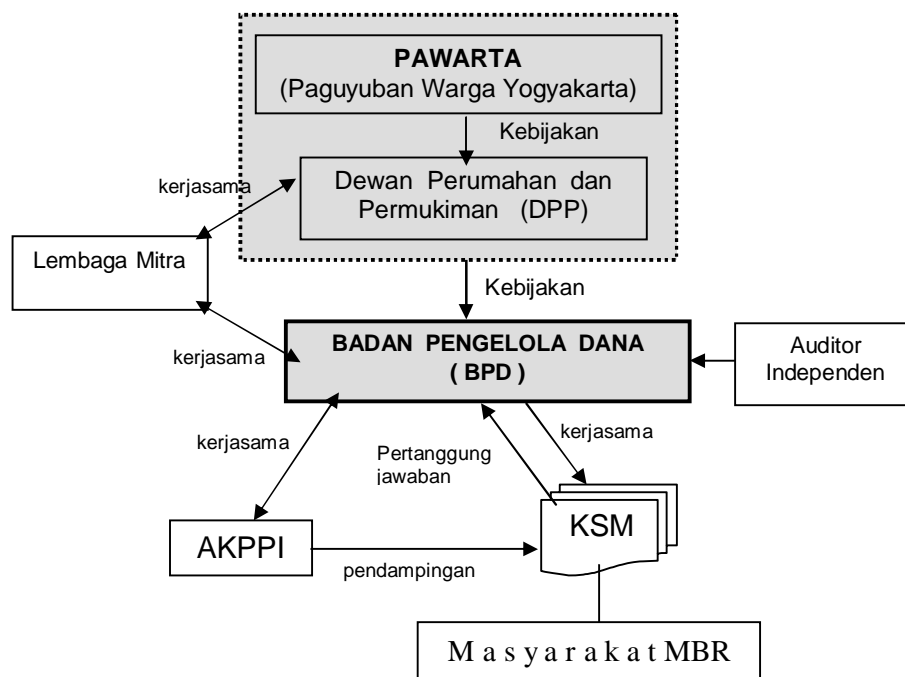 PAWARTA
(Paguyuban Warga Yogyakarta)
Kebijakan
kerjasama
Dewan Perumahan dan
Permukiman (DPP)
Lembaga Mitra
Kebijakan
kerjasama
BADAN PENGELOLA DANA
( BPD )
Auditor
Independen
kerjasama
Pertanggung
jawaban
kerjasama
AKPPI
KSM
pendampingan
M a s y a r a k a t MBR